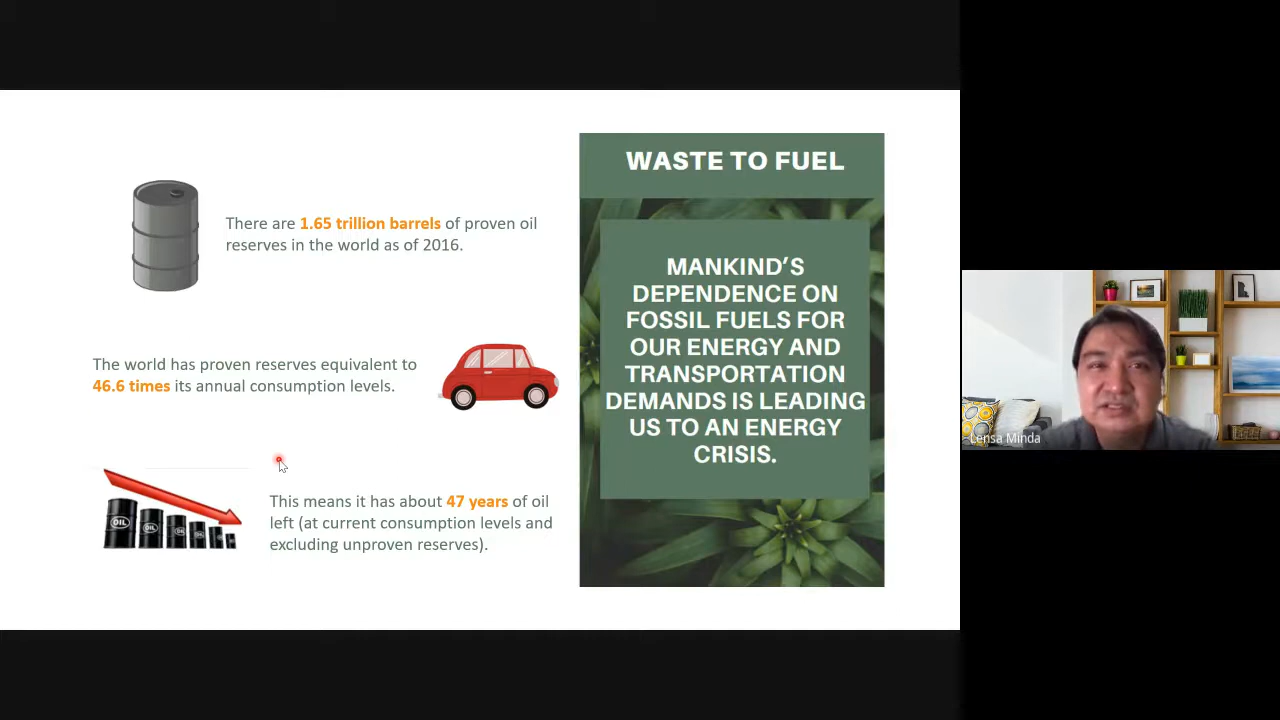 There are 1.65 trillion barrels of proven oil
reserves in the world as of 2016.
The world has proven reserves equivalent to
46.6 times its annual consumption levels.
OIL
OIL
OIL
OIL
This means it has about 47 years of oil
left (at current consumption levels and
excluding unproven reserves).
WASTE TO FUEL
MANKIND’S
DEPENDENCE ON
FOSSIL FUELS FOR
OUR ENERGY AND
TRANSPORTATION
DEMANDS IS LEADING
US TO AN ENERGY
CRISIS.
Lensa Minda